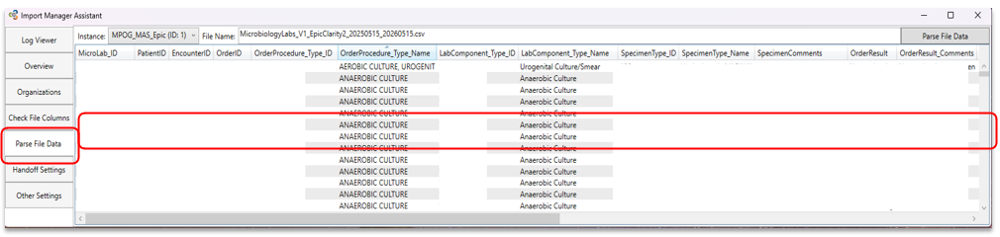 Import Manager Assistant
Instance: MPOG_MAS_Epic (ID: 1) File Name: MicrobiologyLabs_V1_EpicClarity2_20250515_20260515.csv Parse File Data
Log Viewer
Overview
Organizations
Check File Columns
Parse File Data
Handoff Settings
Other Settings
MicroLab_ID PatientID EncounterID OrderID OrderProcedure_Type_ID OrderProcedure_Type_Name LabComponent_Type_ID LabComponent_Type_Name SpecimenType_ID SpecimenType_Name SpecimenComments OrderResult OrderResult_Comments
AEROBIC CULTURE, UROGENIT Urogenital Culture/Smear en
ANAEROBIC CULTURE Anaerobic Culture
ANAEROBIC CULTURE Anaerobic Culture
ANAEROBIC CULTURE Anaerobic Culture
ANAEROBIC CULTURE Anaerobic Culture
ANAEROBIC CULTURE Anaerobic Culture
ANAEROBIC CULTURE Anaerobic Culture
ANAEROBIC CULTURE Anaerobic Culture
ANAEROBIC CULTURE Anaerobic Culture
ANAEROBIC CULTURE Anaerobic Culture
ANAEROBIC CULTURE Anaerobic Culture
ANAEROBIC CULTURE Anaerobic Culture
ANAEROBIC CULTURE Anaerobic Culture